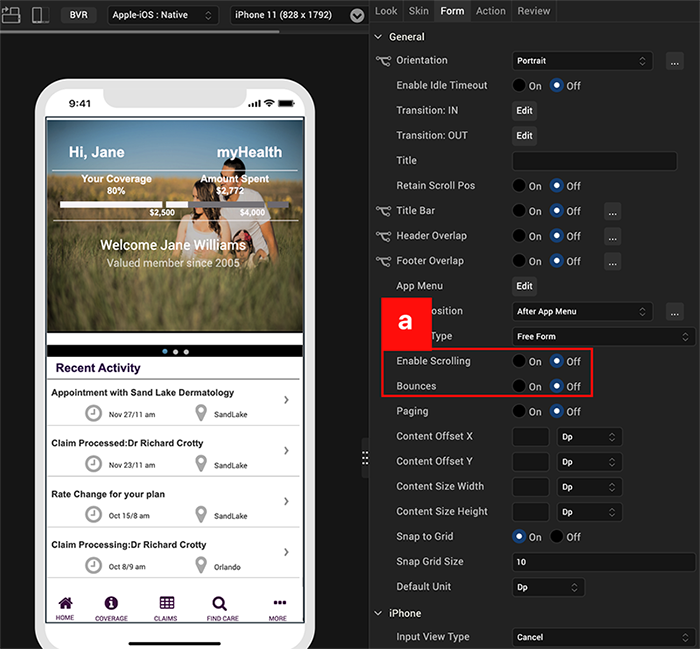 BVR
Apple-iOS : Native
iPhone 11 (828 x 1792)
9:41
Hi, Jane
myHealth
Your Coverage
Amount Spent
80%
$2,772
$2,500
$4,000
Welcome Jane Williams
Valued member since 2005
Recent Activity
Appointment with Sand Lake Dermatology
Nov 27/11 am
SandLake
Claim Processed:Dr Richard Crotty
Nov 23/11 am
SandLake
Rate Change for your plan
Oct 15/8 am
SandLake
Claim Processing:Dr Richard Crotty
Oct 8/9 am
Orlando
HOME
COVERAGE
CLAIMS
FIND CARE
MORE
Look
Skin
Form
Action
Review
General
Orientation
Portrait
...
Enable Idle Timeout
On
Off
Transition: IN
Edit
Transition: OUT
Edit
Title
Retain Scroll Pos
On
Off
Title Bar
On
Off
...
Header Overlap
On
Off
...
Footer Overlap
On
Off
...
App Menu
Edit
a
osition
After App Menu
...
Type
Free Form
Enable Scrolling
On
Off
Bounces
On
Off
Paging
On
Off
Content Offset X
Dp
Content Offset Y
Dp
Content Size Width
Dp
Content Size Height
Dp
Snap to Grid
On
Off
Snap Grid Size
10
Default Unit
Dp
iPhone
Input View Type
Cancel